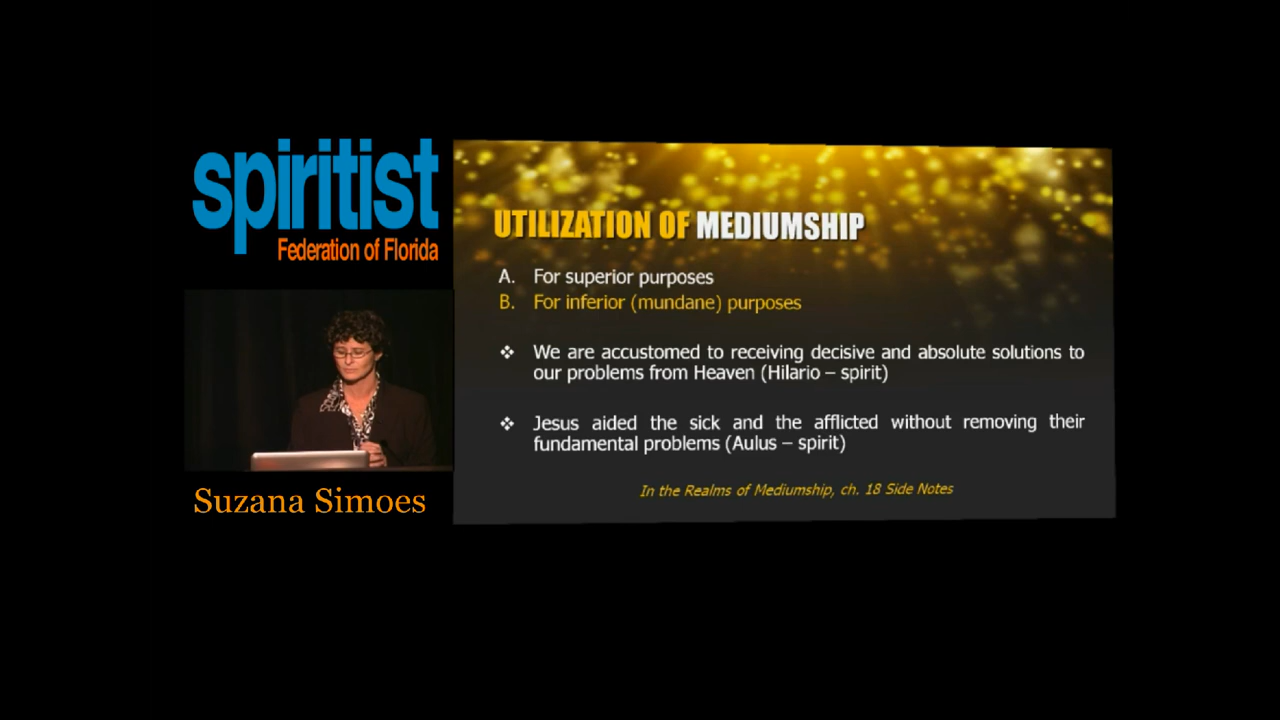 spiritist
Federation of Florida
Suzana Simoes
UTILIZATION OF MEDIUMSHIP
A. For superior purposes
B. For inferior (mundane) purposes
❖ We are accustomed to receiving decisive and absolute solutions to
our problems from Heaven (Hilario – spirit)
❖ Jesus aided the sick and the afflicted without removing their
fundamental problems (Aulus – spirit)
In the Realms of Mediumship, ch. 18 Side Notes